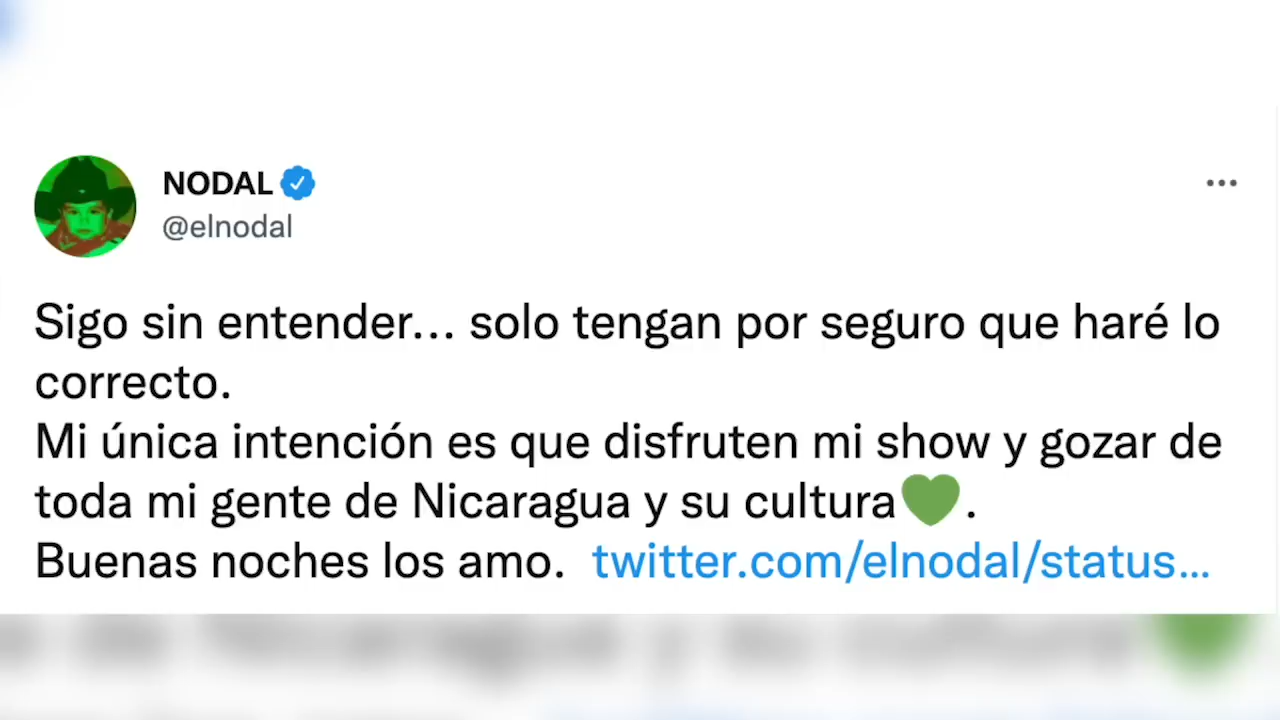 NODAL
@elnodal
Sigo sin entender... solo tengan por seguro que haré lo
correcto.
Mi única intención es que disfruten mi show y gozar de
toda mi gente de Nicaragua y su cultura💚.
Buenas noches los amo. twitter.com/elnodal/status...